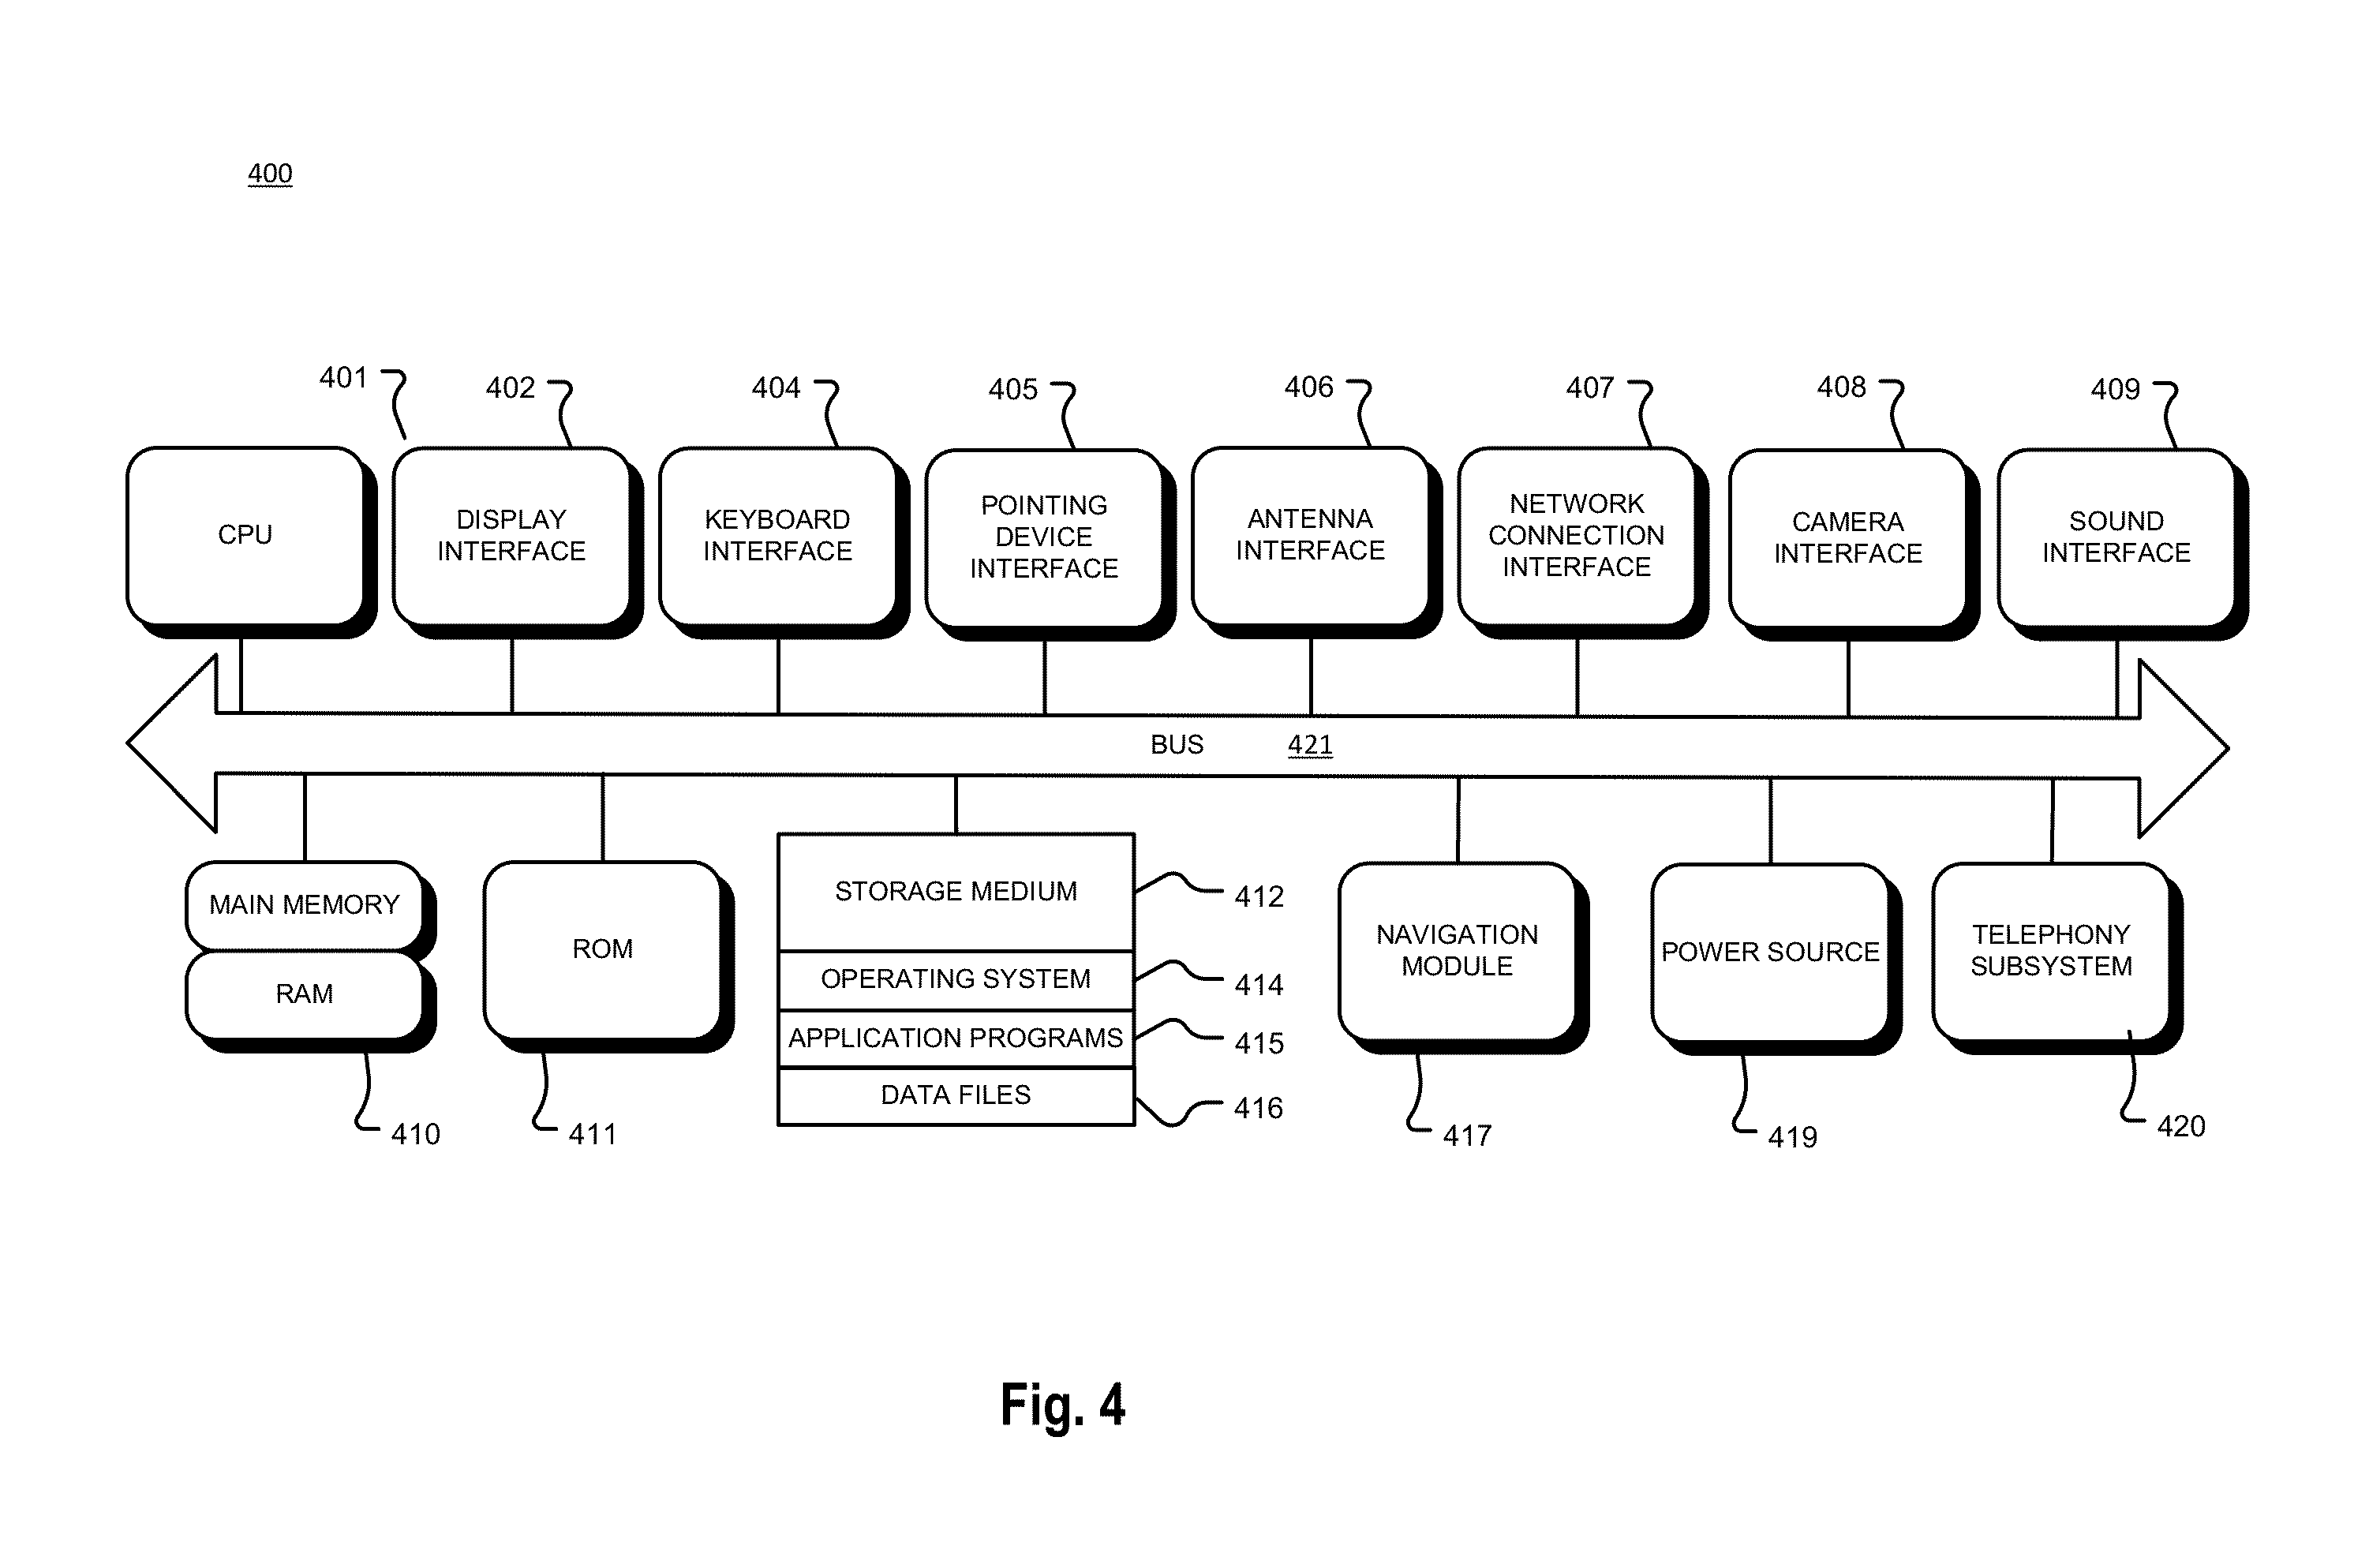 400
401
402
404
405
406
407
408
409
CPU
DISPLAY
INTERFACE
KEYBOARD
INTERFACE
POINTING
DEVICE
INTERFACE
ANTENNA
INTERFACE
NETWORK
CONNECTION
INTERFACE
CAMERA
INTERFACE
SOUND
INTERFACE
BUS 421
MAIN MEMORY
RAM
410
ROM
411
STORAGE MEDIUM 412
OPERATING SYSTEM 414
APPLICATION PROGRAMS 415
DATA FILES 416
NAVIGATION
MODULE
417
POWER SOURCE
419
TELEPHONY
SUBSYSTEM
420
Fig. 4